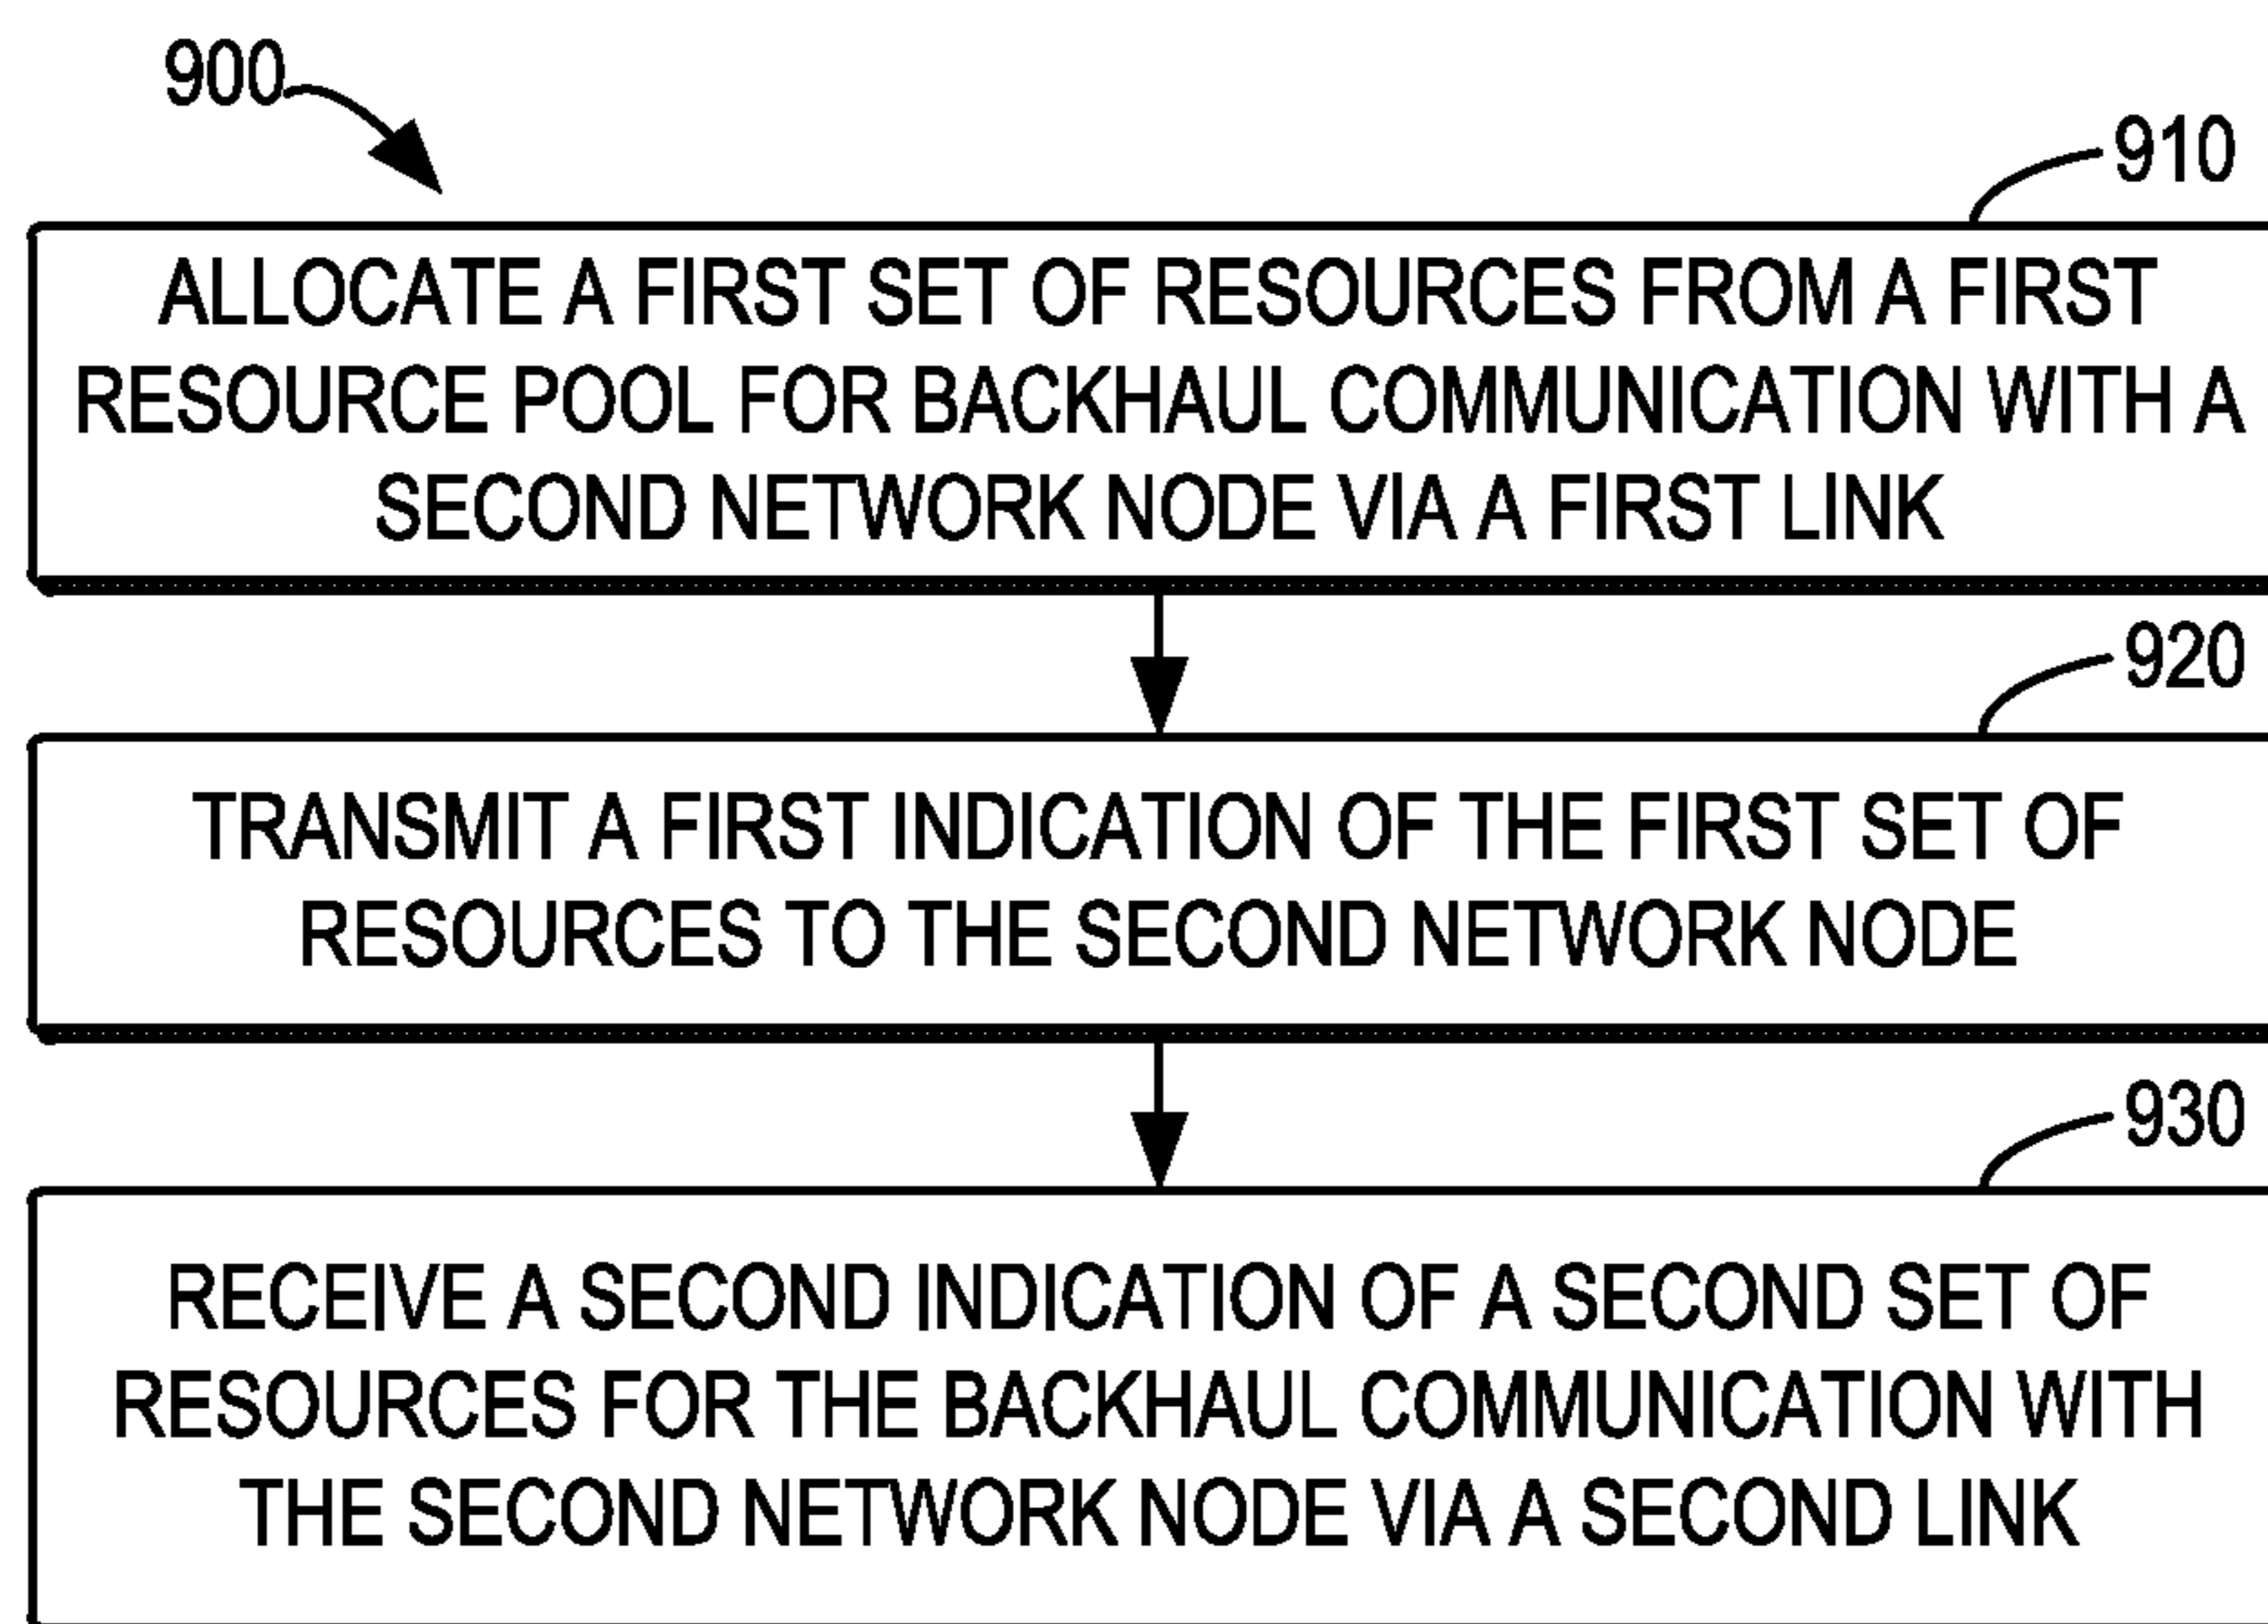 900
910
ALLOCATE A FIRST SET OF RESOURCES FROM A FIRST
RESOURCE POOL FOR BACKHAUL COMMUNICATION WITH A
SECOND NETWORK NODE VIA A FIRST LINK
920
TRANSMIT A FIRST INDICATION OF THE FIRST SET OF
RESOURCES TO THE SECOND NETWORK NODE
930
RECEIVE A SECOND INDICATION OF A SECOND SET OF
RESOURCES FOR THE BACKHAUL COMMUNICATION WITH
THE SECOND NETWORK NODE VIA A SECOND LINK